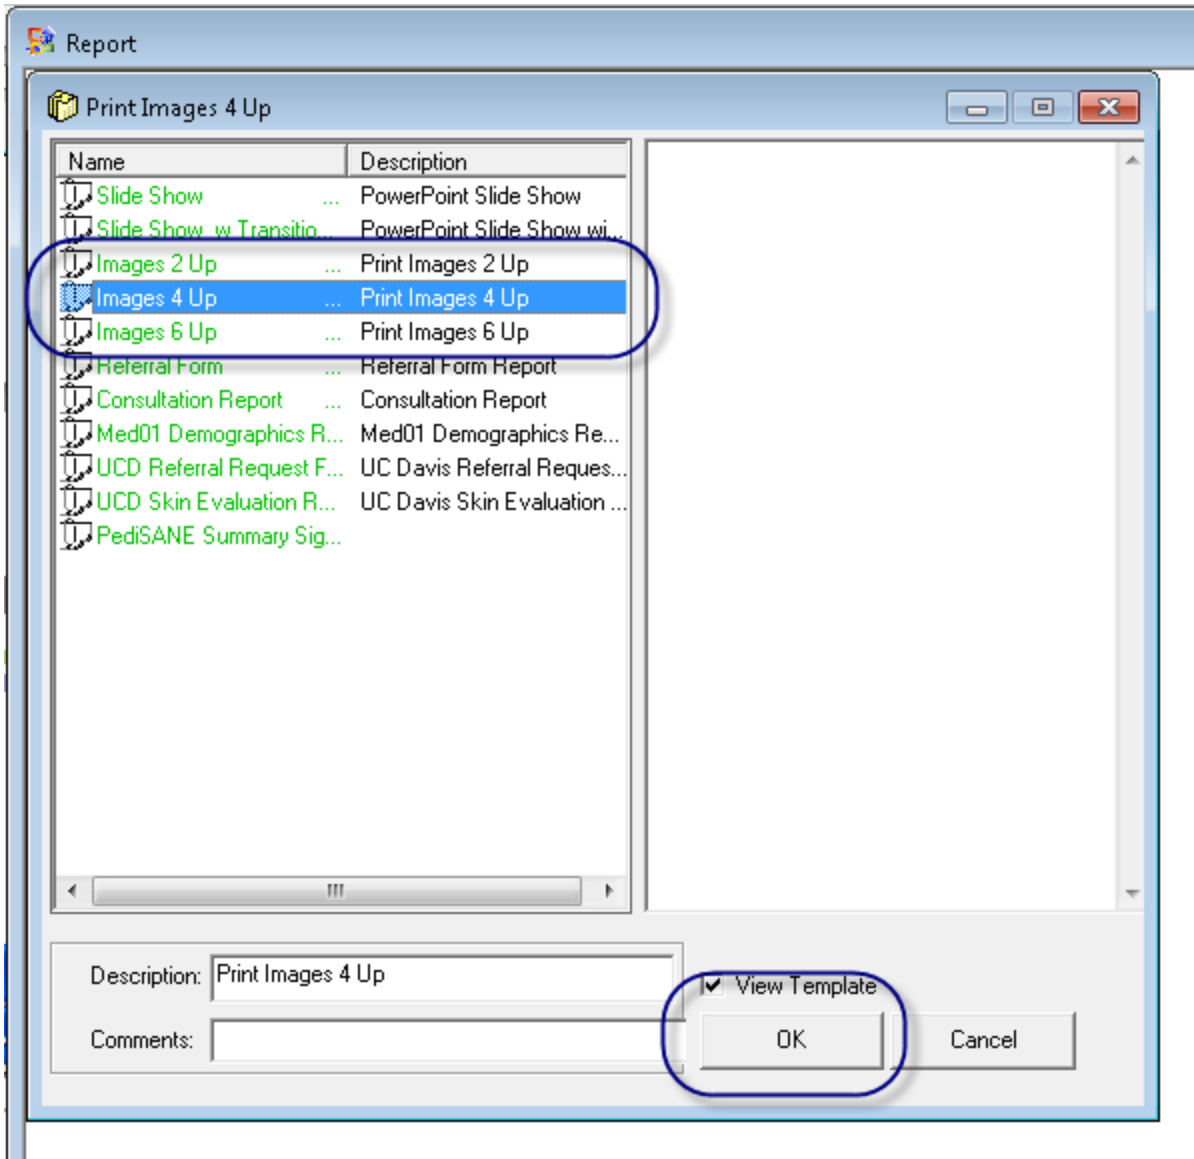 Report
Print Images 4 Up
Name Description
Slide Show ... PowerPoint Slide Show
Slide Show w Transitio... PowerPoint Slide Show wi...
Images 2 Up ... Print Images 2 Up
Images 4 Up ... Print Images 4 Up
Images 6 Up ... Print Images 6 Up
Referral Form ... Referral Form Report
Consultation Report ... Consultation Report
Med01 Demographics R... Med01 Demographics Re...
UCD Referral Request F... UC Davis Referral Reques...
UCD Skin Evaluation R... UC Davis Skin Evaluation ...
PediSANE Summary Sig...
Description: Print Images 4 Up
View Template
Comments:
OK Cancel